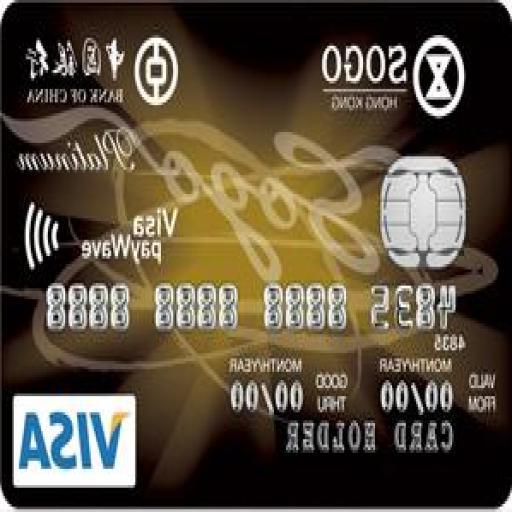 SOGO
HONG KONG
中國銀行
BANK OF CHINA
Platinum
Sogo
Visa
payWave
4835 8888 8888 8888
4835
VALID FROM MONTH/YEAR 00/00 GOOD THRU MONTH/YEAR 00/00
CARD HOLDER
VISA